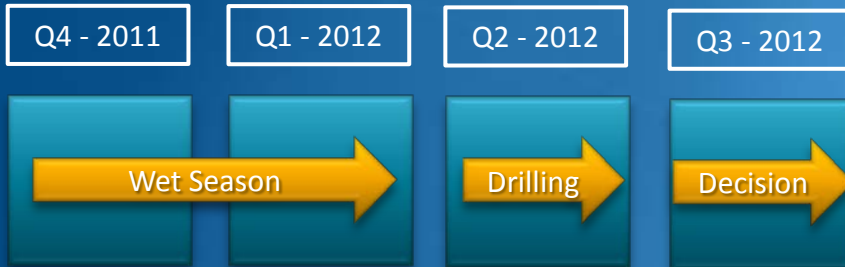 Q4 - 2011
Q1 - 2012
Q2 - 2012
Q3 - 2012
Wet Season
Drilling
Decision